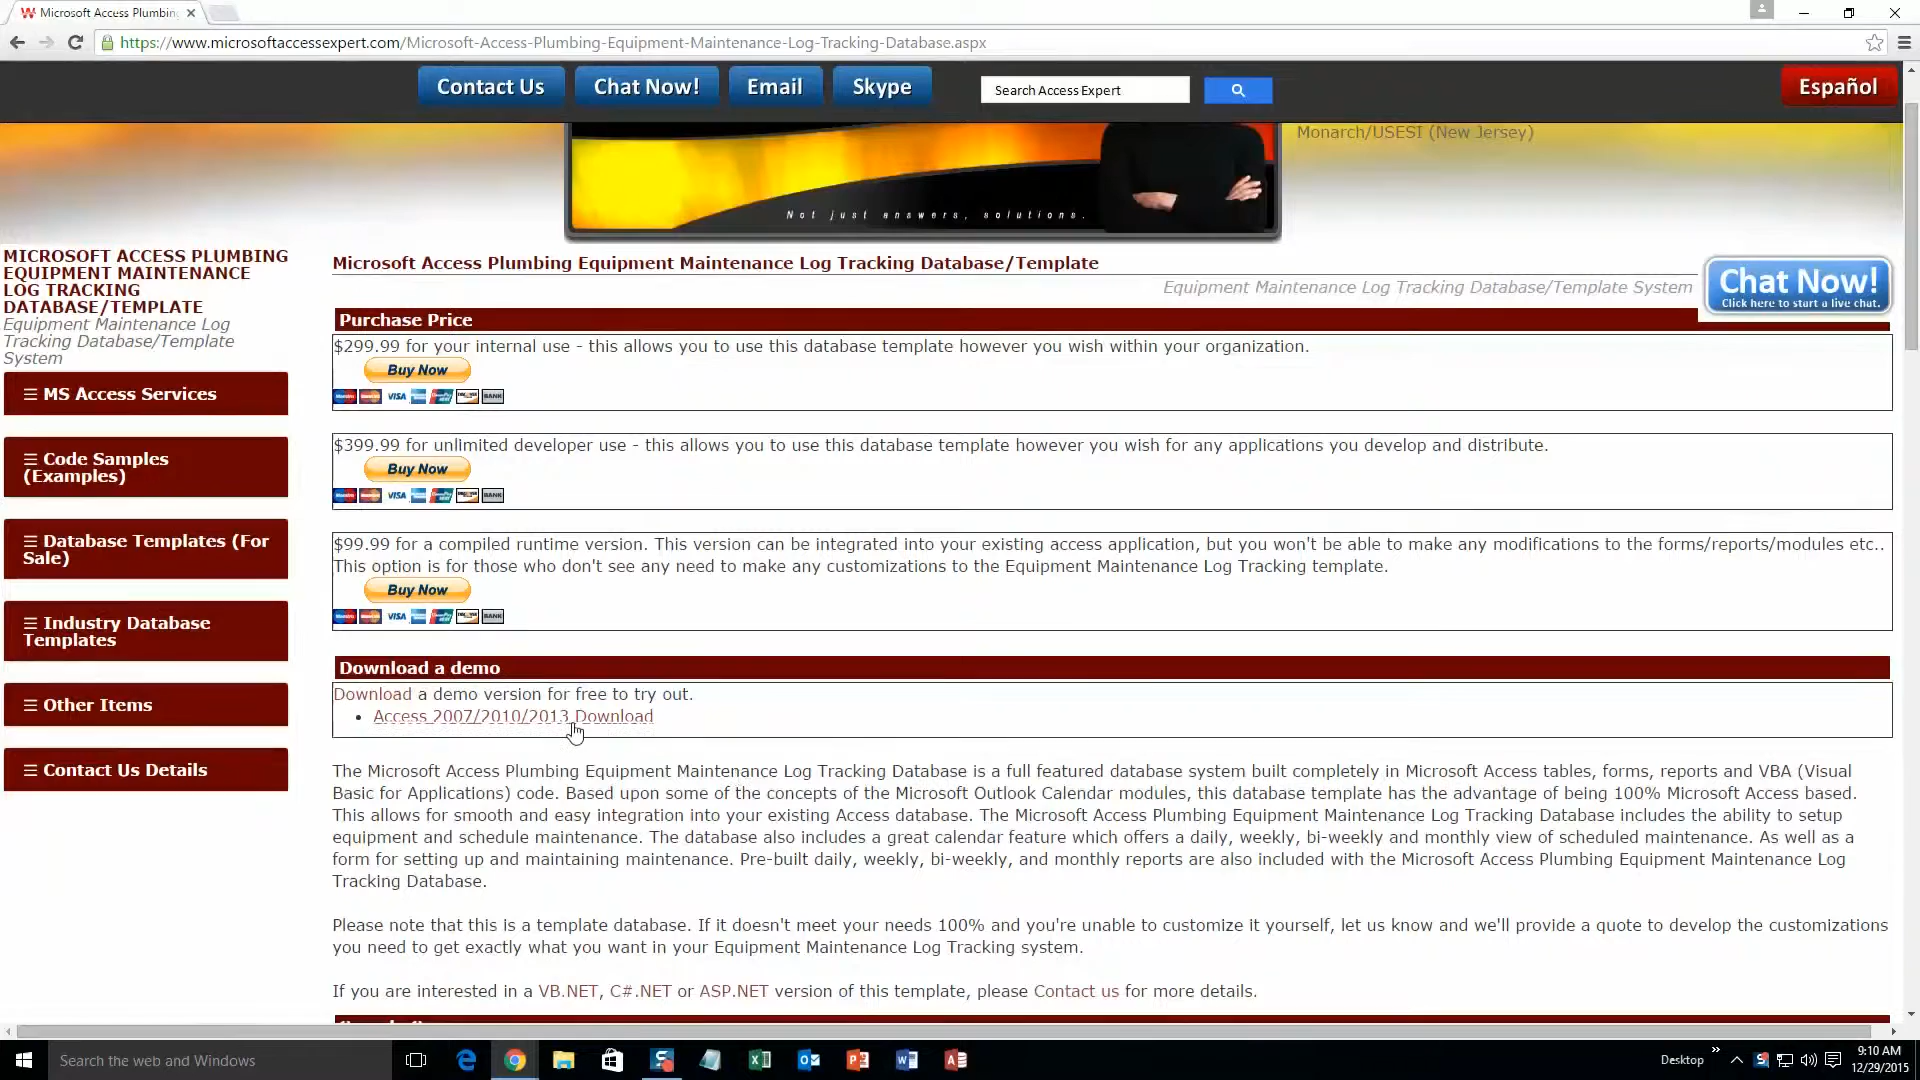 Microsoft Access Plumbing
https://www.microsoftaccessexpert.com/Microsoft-Access-Plumbing-Equipment-Maintenance-Log-Tracking-Database.aspx
Contact Us
Chat Now!
Email
Skype
Search Access Expert
Español
Monarch/USESI (New Jersey)
Not just answers, solutions.
MICROSOFT ACCESS PLUMBING
EQUIPMENT MAINTENANCE
LOG TRACKING
DATABASE/TEMPLATE
Equipment Maintenance Log
Tracking Database/Template
System
MS Access Services
Code Samples
(Examples)
Database Templates (For
Sale)
Industry Database
Templates
Other Items
Contact Us Details
Microsoft Access Plumbing Equipment Maintenance Log Tracking Database/Template
Equipment Maintenance Log Tracking Database/Template System
Chat Now!
Click here to start a live chat.
Purchase Price
$299.99 for your internal use - this allows you to use this database template however you wish within your organization.
Buy Now
VISA
BANK
$399.99 for unlimited developer use - this allows you to use this database template however you wish for any applications you develop and distribute.
Buy Now
VISA
BANK
$99.99 for a compiled runtime version. This version can be integrated into your existing access application, but you won't be able to make any modifications to the forms/reports/modules etc..
This option is for those who don't see any need to make any customizations to the Equipment Maintenance Log Tracking template.
Buy Now
VISA
BANK
Download a demo
Download a demo version for free to try out.
• Access 2007/2010/2013 Download
The Microsoft Access Plumbing Equipment Maintenance Log Tracking Database is a full featured database system built completely in Microsoft Access tables, forms, reports and VBA (Visual
Basic for Applications) code. Based upon some of the concepts of the Microsoft Outlook Calendar modules, this database template has the advantage of being 100% Microsoft Access based.
This allows for smooth and easy integration into your existing Access database. The Microsoft Access Plumbing Equipment Maintenance Log Tracking Database includes the ability to setup
equipment and schedule maintenance. The database also includes a great calendar feature which offers a daily, weekly, bi-weekly and monthly view of scheduled maintenance. As well as a
form for setting up and maintaining maintenance. Pre-built daily, weekly, bi-weekly, and monthly reports are also included with the Microsoft Access Plumbing Equipment Maintenance Log
Tracking Database.
Please note that this is a template database. If it doesn't meet your needs 100% and you're unable to customize it yourself, let us know and we'll provide a quote to develop the customizations
you need to get exactly what you want in your Equipment Maintenance Log Tracking system.
If you are interested in a VB.NET, C#.NET or ASP.NET version of this template, please Contact us for more details.
Search the web and Windows
Desktop
9:10 AM
12/29/2015